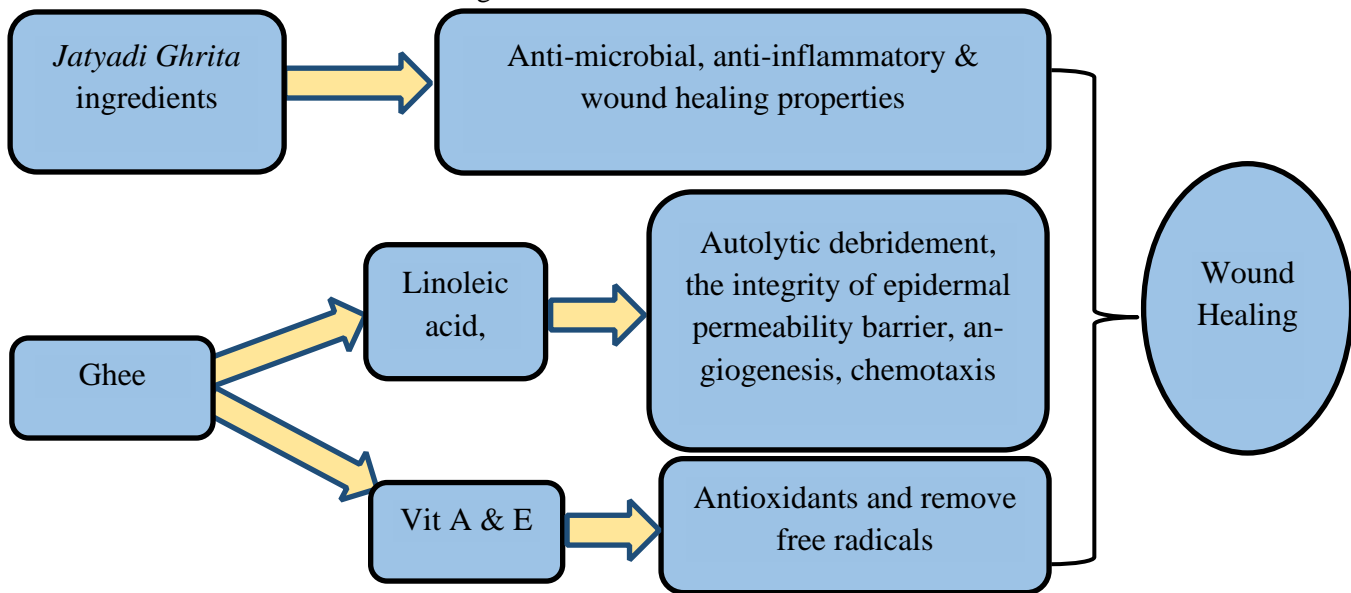 Jatyadi Ghrita
ingredients
Anti-microbial, anti-inflammatory &
wound healing properties
Linoleic
acid,
Autolytic debridement,
the integrity of epidermal
permeability barrier, an-
giogenesis, chemotaxis
Ghee
Vit A & E
Antioxidants and remove
free radicals
Wound
Healing